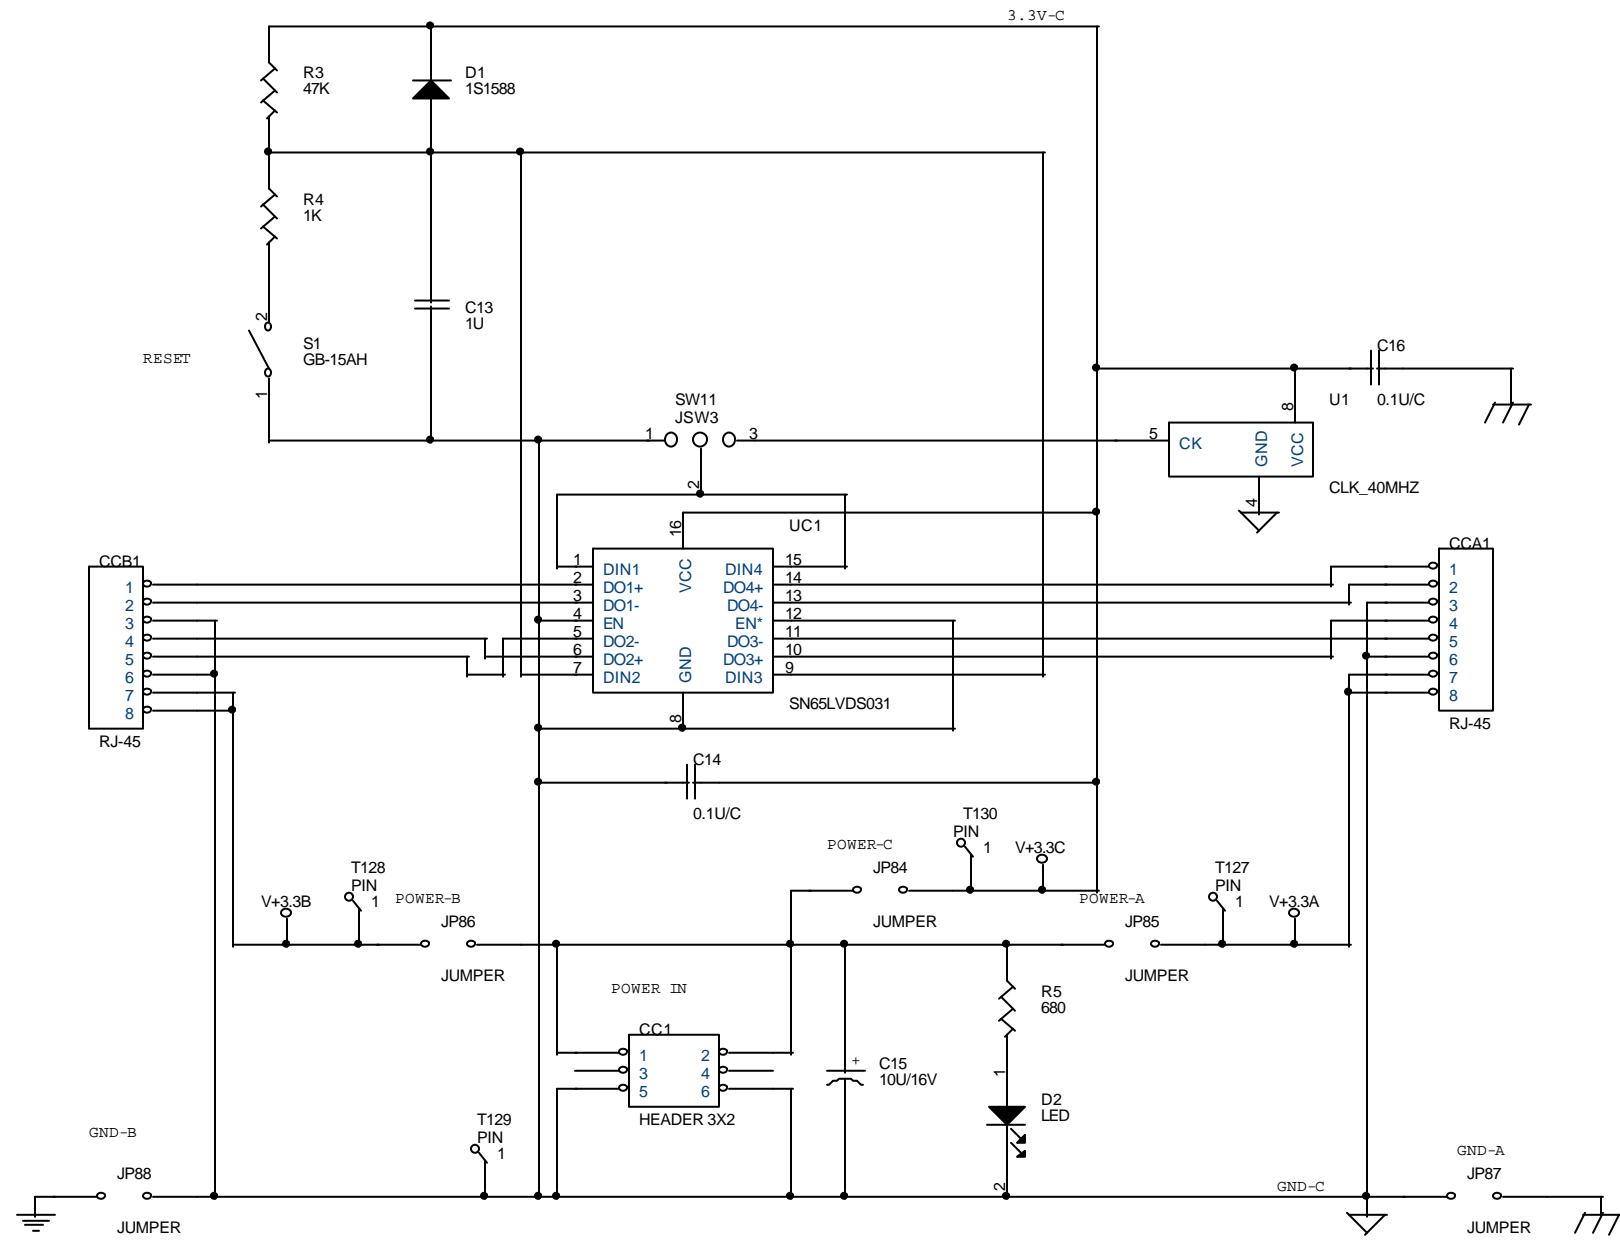 3.3V-C
R3
47K
D1
1S1588
R4
1K
C13
1U
2
S1
GB-15AH
RESET
1
C16
U1
0.1U/C
8
SW11
JSW3
1
3
2
5
CK
GND
VCC
4
CLK_40MHZ
16
UC1
CCB1
1
2
3
4
5
6
7
8
RJ-45
1
2
3
4
5
6
7
DIN1
DO1+
DO1-
EN
DO2-
DO2+
DIN2
VCC
GND
DIN4
DO4+
DO4-
EN*
DO3-
DO3+
DIN3
15
14
13
12
11
10
9
8
SN65LVDS031
CCA1
1
2
3
4
5
6
7
8
RJ-45
C14
0.1U/C
POWER-C
JP84
JUMPER
T130
PIN
1
V+3.3C
V+3.3B
T128
PIN
1
POWER-B
JP86
JUMPER
POWER-A
JP85
JUMPER
T127
PIN
1
V+3.3A
POWER IN
CC1
1
2
3
4
5
6
HEADER 3X2
+
C15
10U/16V
R5
680
1
D2
LED
2
T129
PIN
1
GND-B
JP88
JUMPER
GND-C
GND-A
JP87
JUMPER